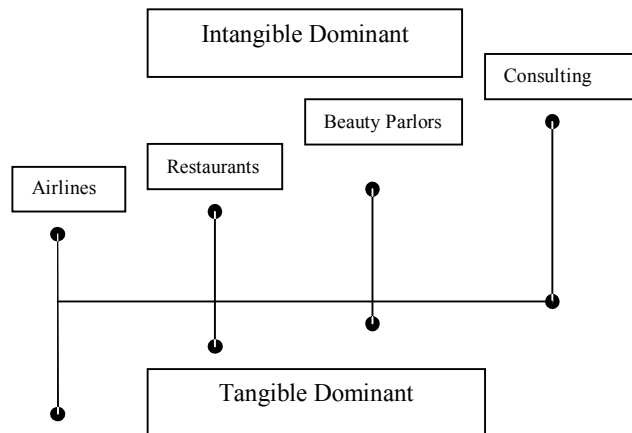 Intangible Dominant
Consulting
Beauty Parlors
Restaurants
Airlines
Tangible Dominant